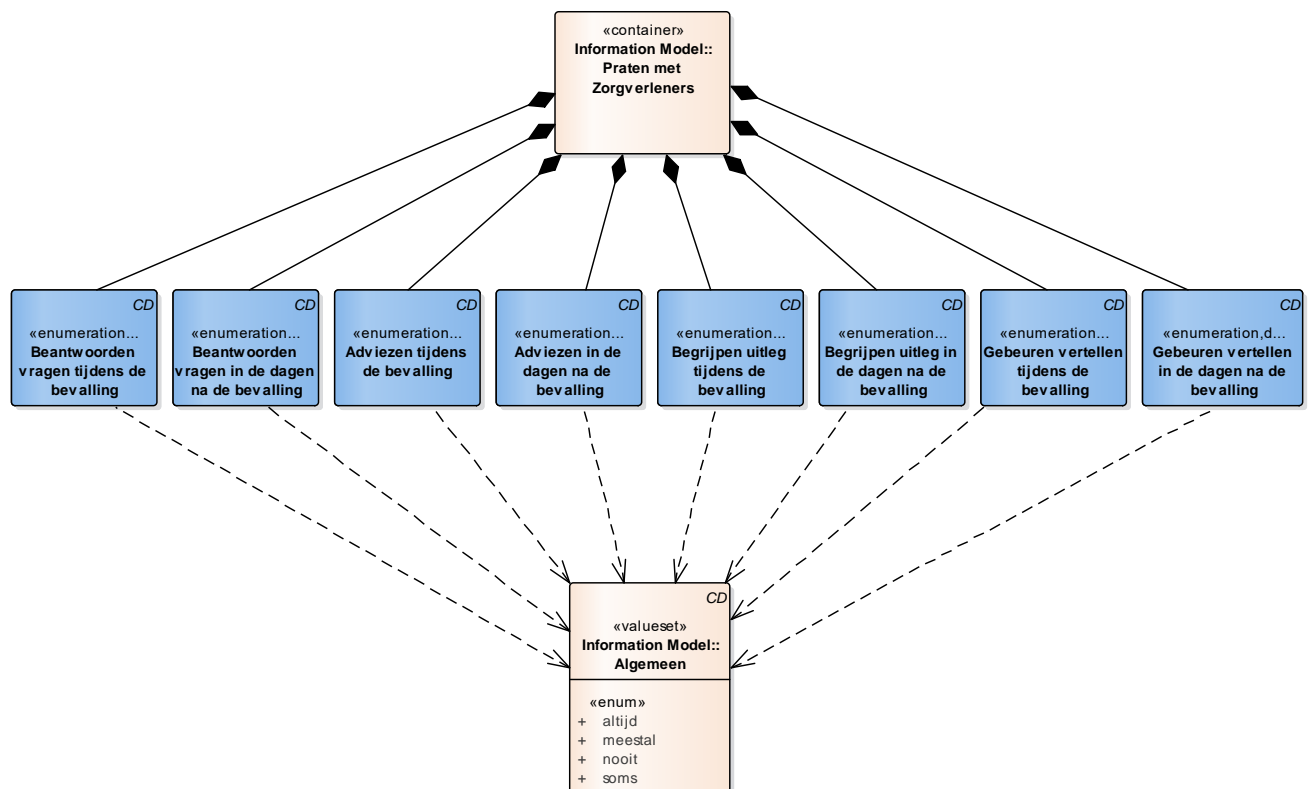 «container»
Information Model::
Praten met
Zorgverleners
CD
«enumeration...
Beantwoorden
vragen tijdens de
bevalling
CD
«enumeration...
Beantwoorden
vragen in de dagen
na de bevalling
CD
«enumeration...
Adviezen tijdens
de bevalling
CD
«enumeration...
Adviezen in de
dagen na de
bevalling
CD
«enumeration...
Begrijpen uitleg
tijdens de
bevalling
CD
«enumeration...
Begrijpen uitleg in
de dagen na de
bevalling
CD
«enumeration...
Gebeuren vertellen
tijdens de
bevalling
CD
«enumeration,d...
Gebeuren vertellen
in de dagen na de
bevalling
CD
«valueset»
Information Model::
Algemeen
«enum»
+ altijd
+ meestal
+ nooit
+ soms